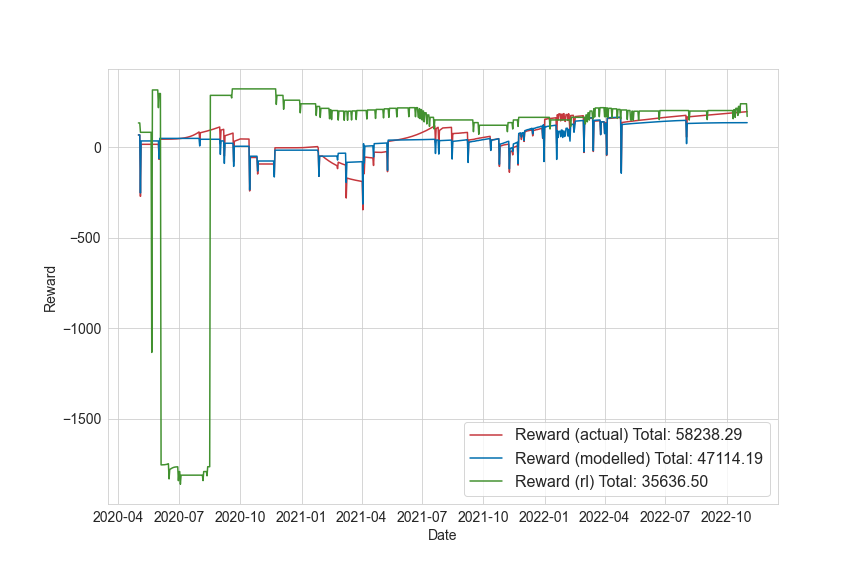 0
−500
−1000
−1500
Reward
Reward (actual) Total: 58238.29
Reward (modelled) Total: 47114.19
Reward (rl) Total: 35636.50
2020-04 2020-07 2020-10 2021-01 2021-04 2021-07 2021-10 2022-01 2022-04 2022-07 2022-10
Date